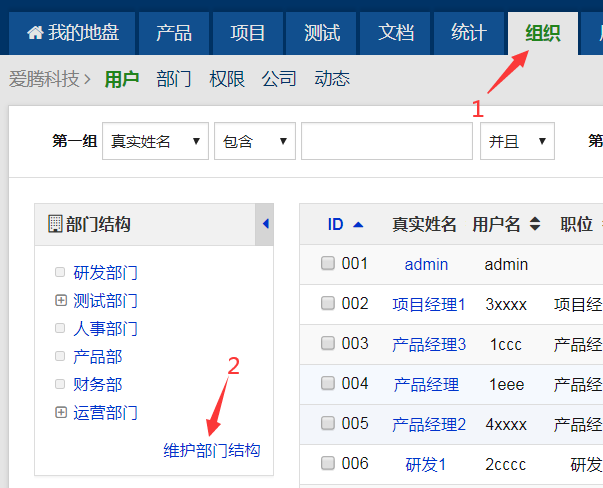 我的地盘 产品 项目 测试 文档 统计 组织
爱腾科技 用户 部门 权限 公司 动态
1
第一组 真实姓名 包含 并且 第
部门结构
研发部门
测试部门
人事部门
产品部
财务部
运营部门
2
维护部门结构
ID 真实姓名 用户名 职位
001 admin admin
002 项目经理1 3xxxx 项目经
003 产品经理3 1ccc 产品经
004 产品经理 1eee 产品经
005 产品经理2 4xxxx 产品经
006 研发1 2cccc 研发